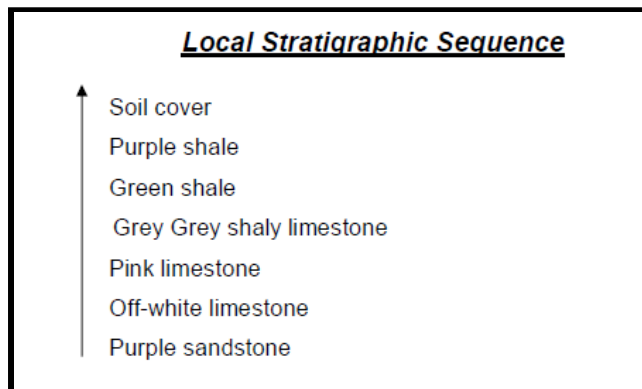 Local Stratigraphic Sequence
Soil cover
Purple shale
Green shale
Grey Grey shaly limestone
Pink limestone
Off-white limestone
Purple sandstone